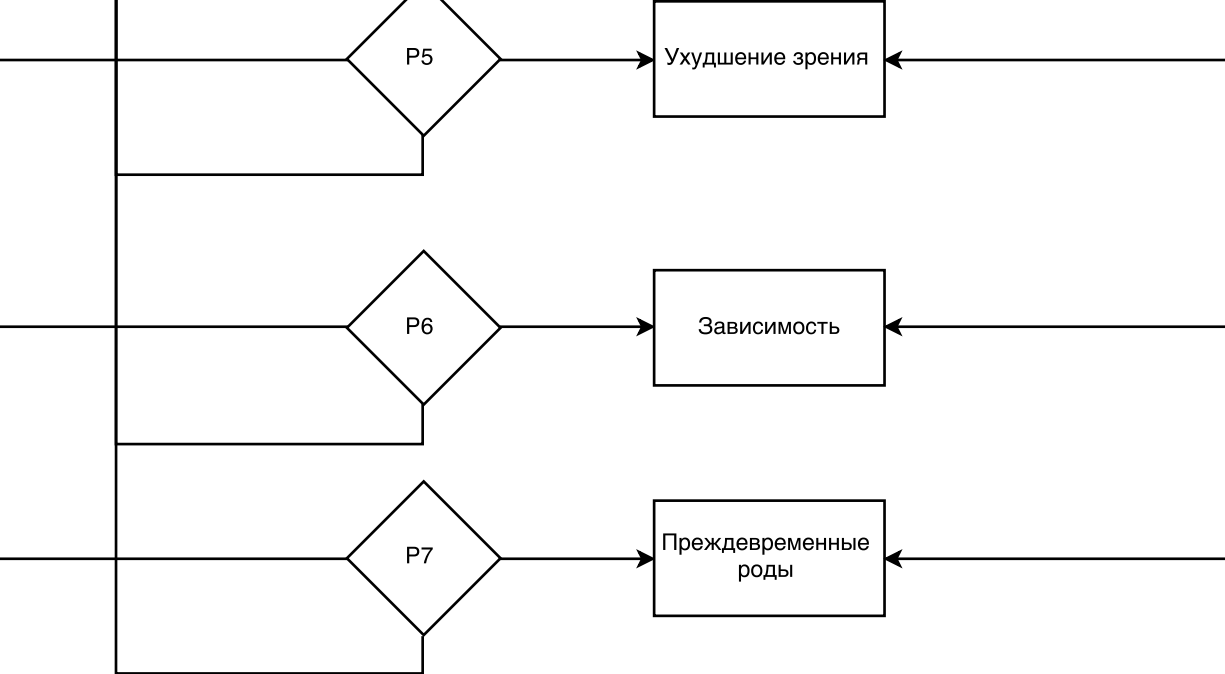 P5
Ухудшение зрения
P6
Зависимость
P7
Преждевременные
роды